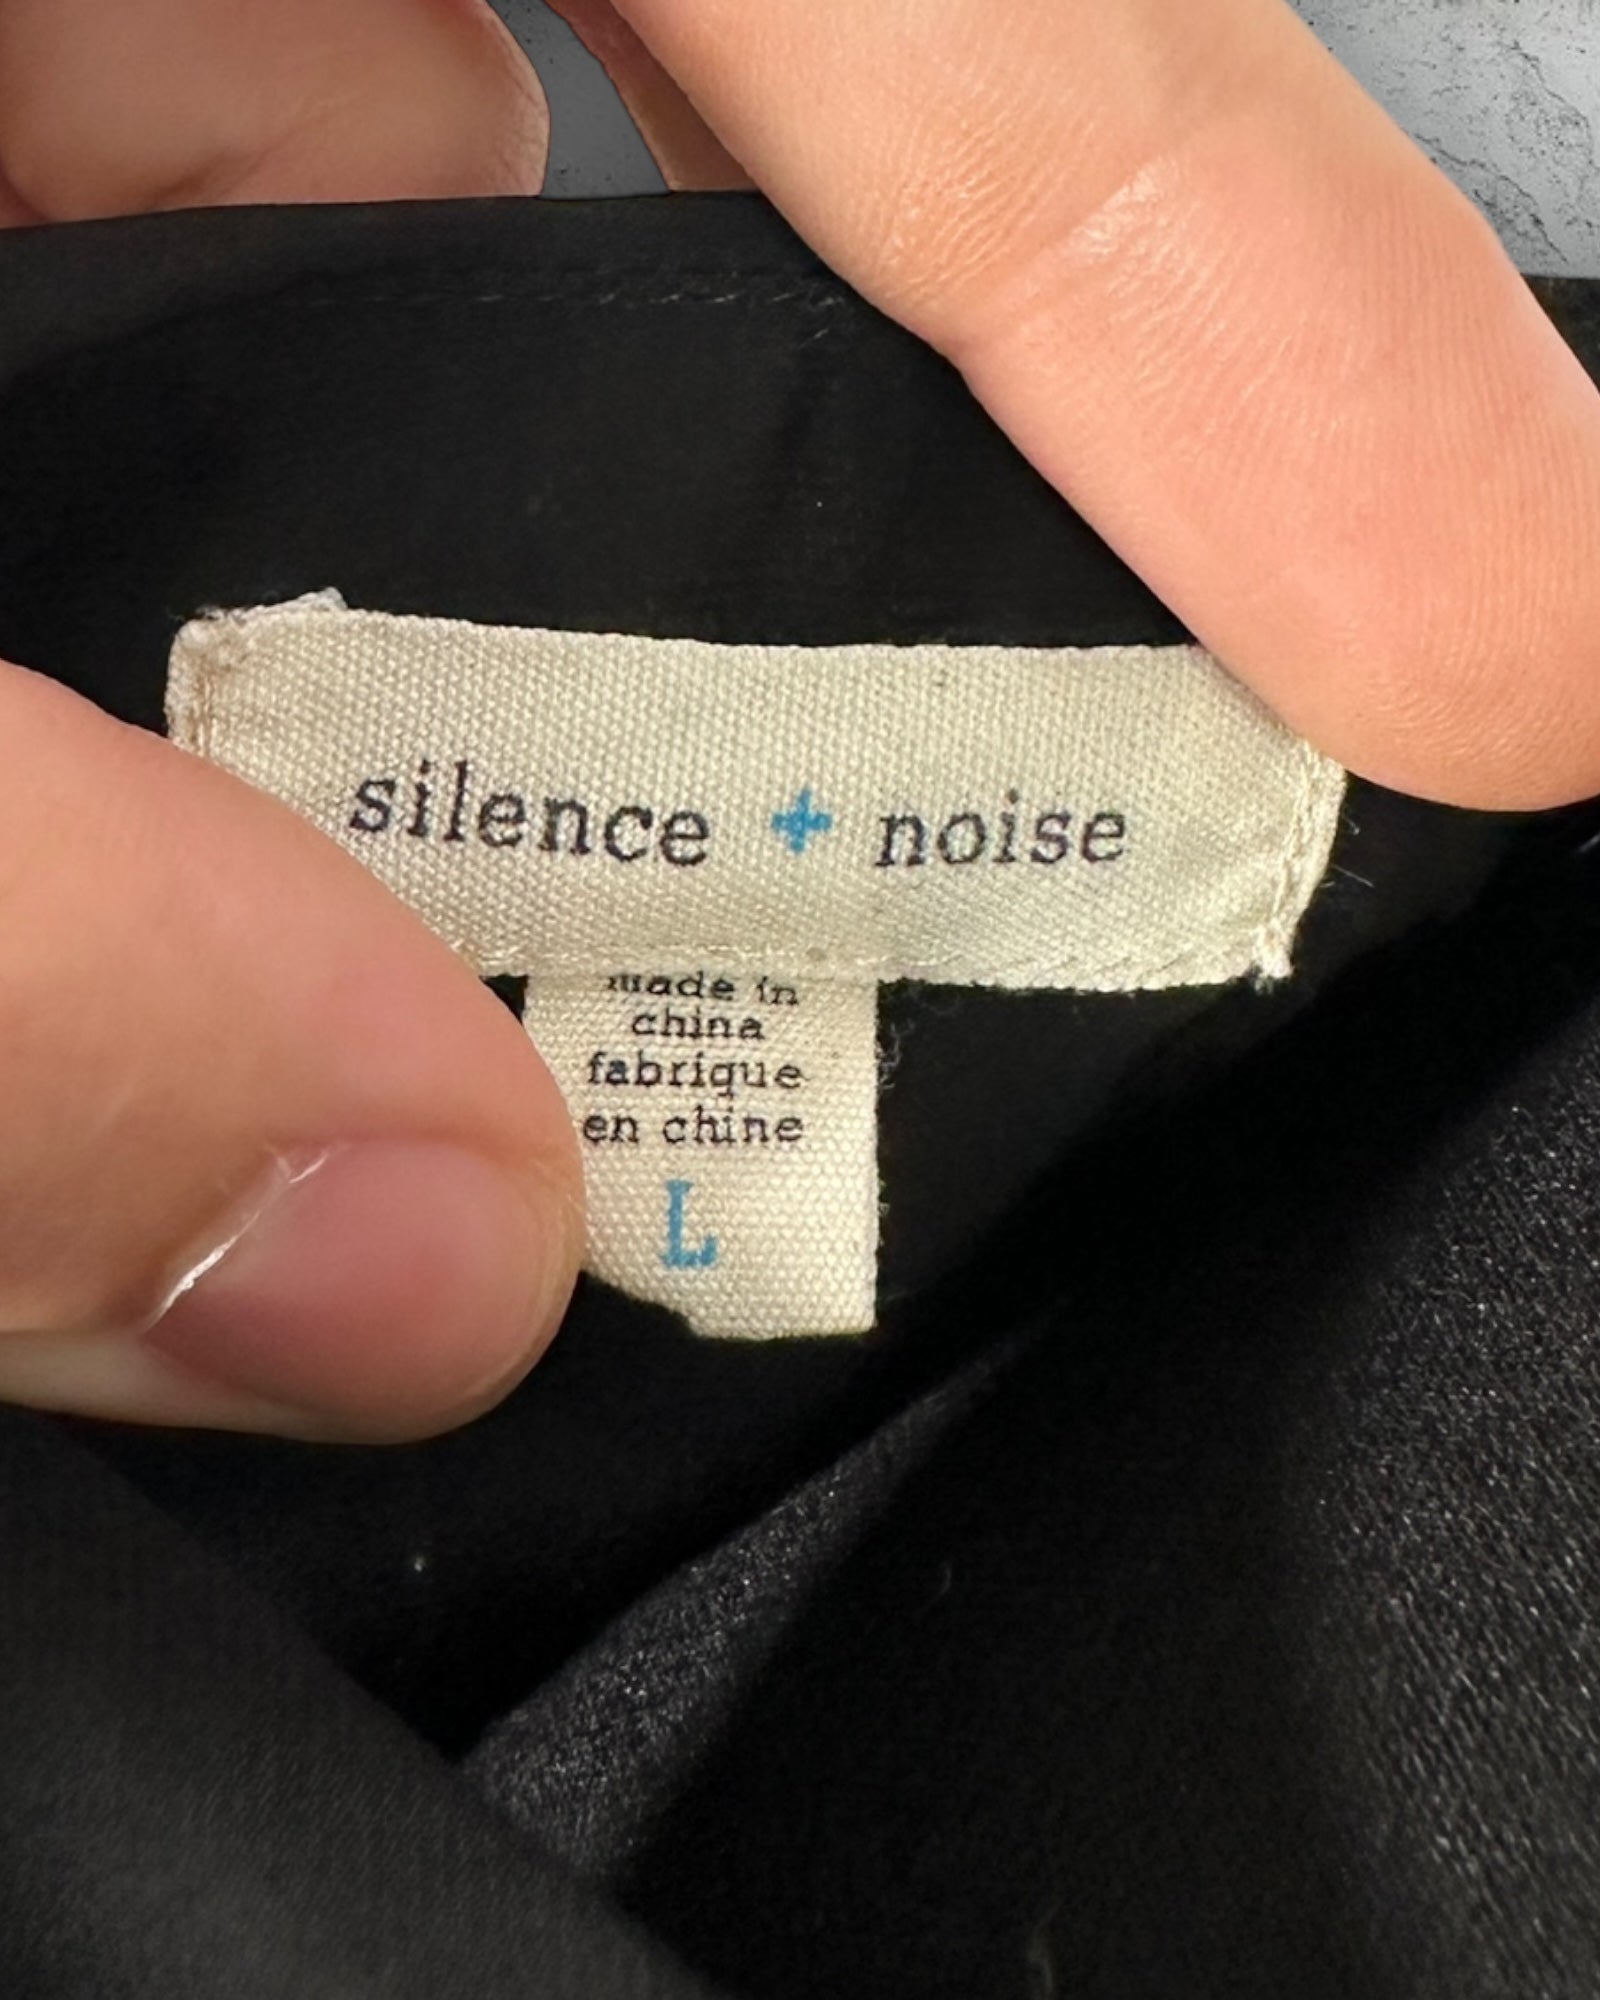 silence + noise
made in
china
fabrique
en chine
L